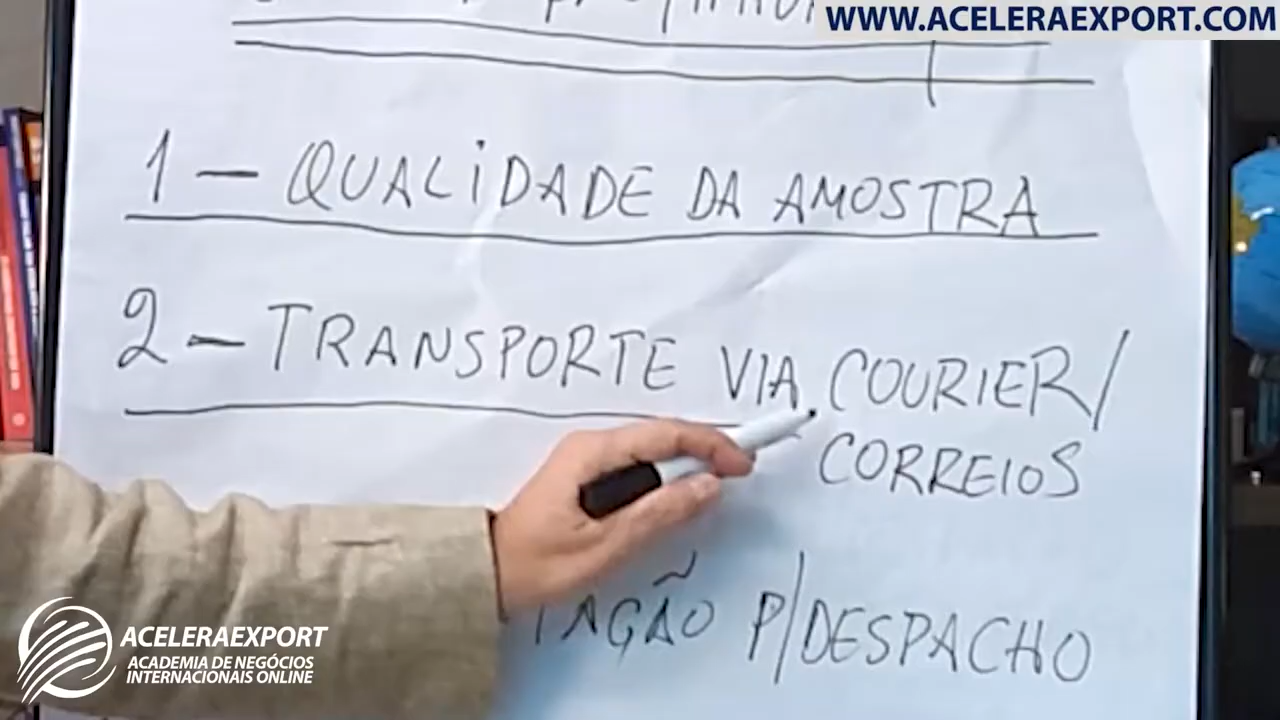 WWW.ACELERAEXPORT.COM
1 - QUALIDADE DA AMOSTRA
2 - TRANSPORTE VIA COURIER/
CORREIOS
P/DESPACHO
ACELERAEXPORT
ACADEMIA DE NEGÓCIOS
INTERNACIONAIS ONLINE